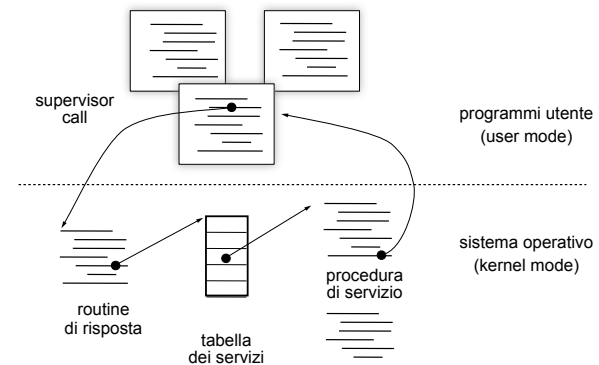 supervisor
call
programmi utente
(user mode)
sistema operativo
(kernel mode)
routine
di risposta
tabella
dei servizi
procedura
di servizio